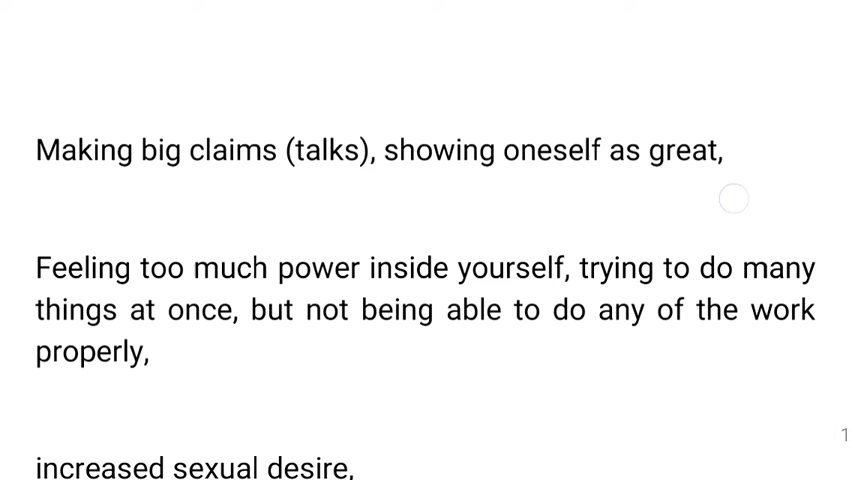 Making big claims (talks), showing oneself as great,
Feeling too much power inside yourself, trying to do many
things at once, but not being able to do any of the work
properly,
1
increased sexual desire,